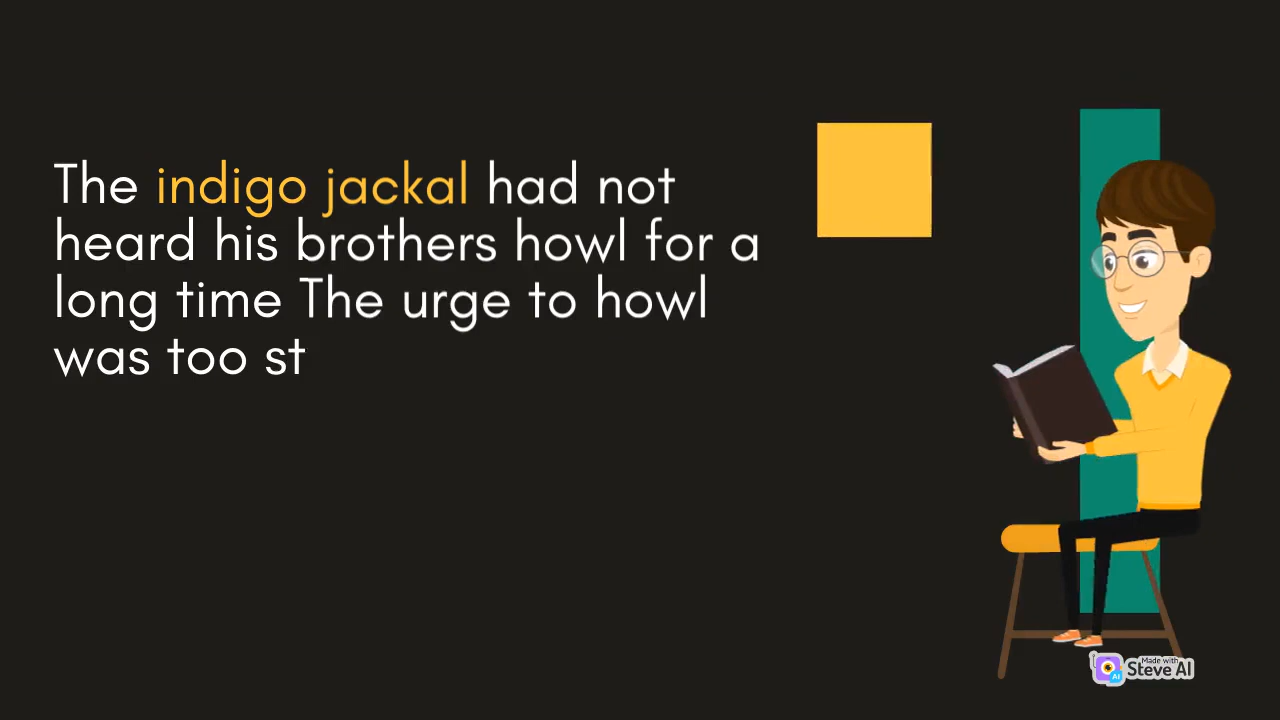 The indigo jackal had not
heard his brothers howl for a
long time The urge to howl
was too st
Made with
Steve AI